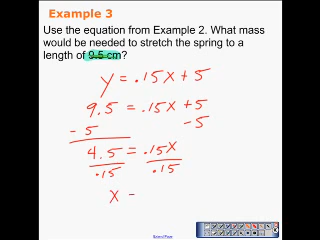 Example 3
Use the equation from Example 2. What mass
would be needed to stretch the spring to a
length of 9.5 cm?
y = .15x + 5
9.5 = .15x + 5
- 5 -5
4.5 = .15x
.15 .15
x =